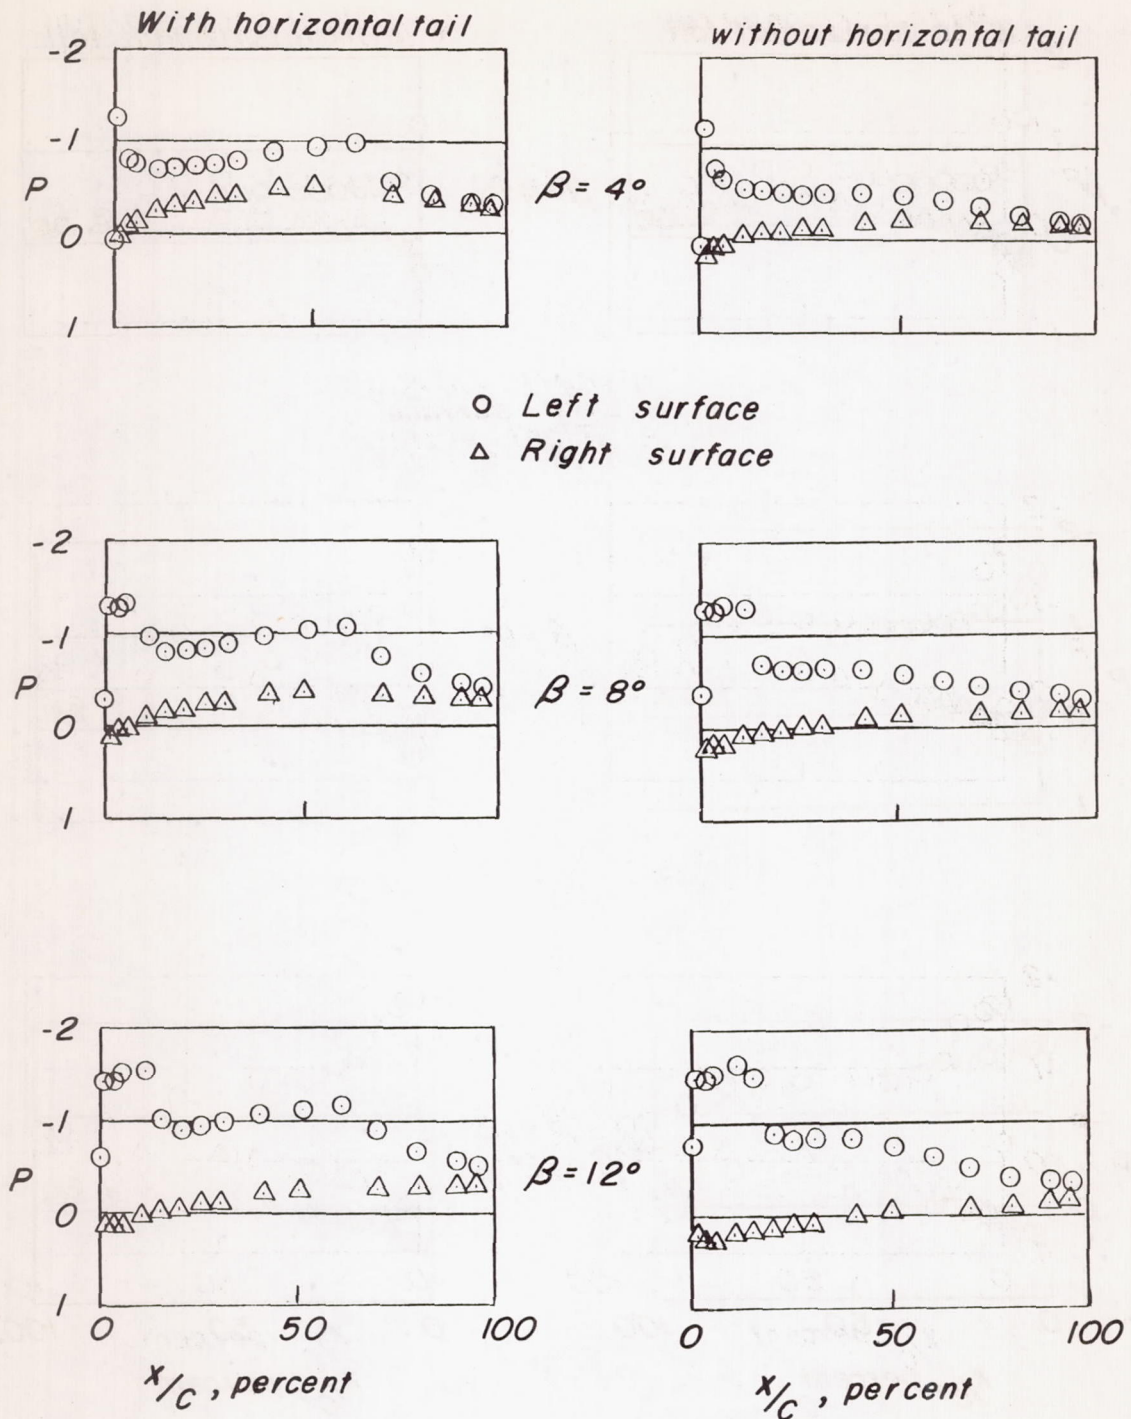 With horizontal tail
without horizontal tail
-2
-1
P
0
1
β = 4°
○ Left surface
△ Right surface
-2
-1
P
0
1
β = 8°
-2
-1
P
0
1
β = 12°
0 50 100
0 50 100
x/c, percent
x/c, percent